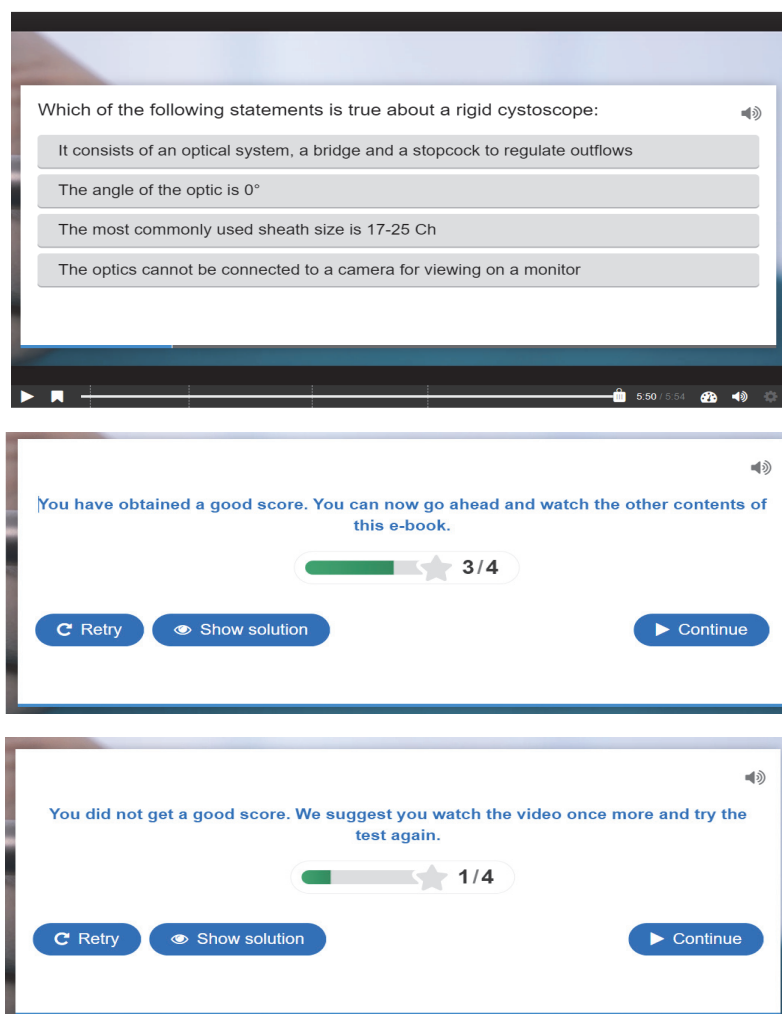 Which of the following statements is true about a rigid cystoscope:
It consists of an optical system, a bridge and a stopcock to regulate outflows
The angle of the optic is 0°
The most commonly used sheath size is 17-25 Ch
The optics cannot be connected to a camera for viewing on a monitor
5:50 / 5:54
You have obtained a good score. You can now go ahead and watch the other contents of
this e-book.
3/4
Retry Show solution Continue
You did not get a good score. We suggest you watch the video once more and try the
test again.
1/4
Retry Show solution Continue